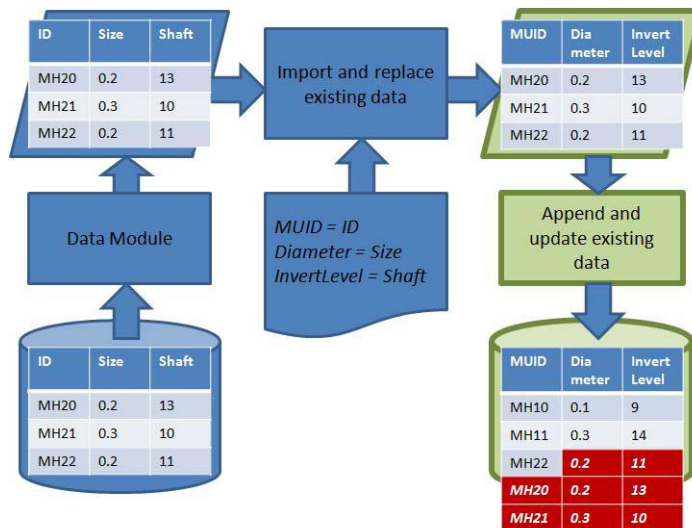 ID Size Shaft
MH20 0.2 13
MH21 0.3 10
MH22 0.2 11
Import and replace
existing data
MUID Dia
meter Invert
Level
MH20 0.2 13
MH21 0.3 10
MH22 0.2 11
Data Module
MUID = ID
Diameter = Size
InvertLevel = Shaft
Append and
update existing
data
ID Size Shaft
MH20 0.2 13
MH21 0.3 10
MH22 0.2 11
MUID Dia
meter Invert
Level
MH10 0.1 9
MH11 0.3 14
MH22 0.2 11
MH20 0.2 13
MH21 0.3 10